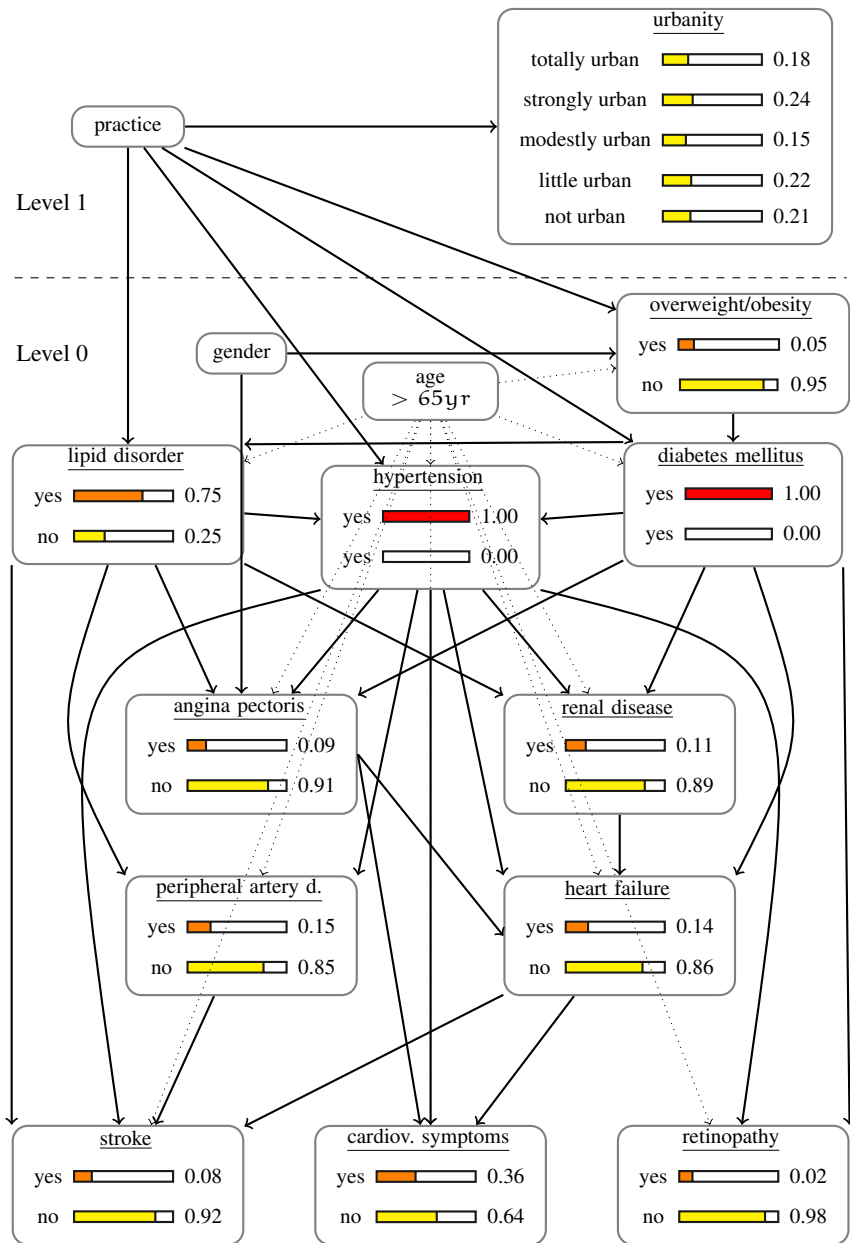 urbanity
totally urban 0.18
strongly urban 0.24
practice
modestly urban 0.15
little urban 0.22
Level 1
not urban 0.21
overweight/obesity
Level 0
gender
yes 0.05
age
> 65yr
no 0.95
lipid disorder
yes 0.75
no 0.25
hypertension
yes 1.00
yes 0.00
diabetes mellitus
yes 1.00
yes 0.00
angina pectoris
yes 0.09
no 0.91
renal disease
yes 0.11
no 0.89
peripheral artery d.
yes 0.15
no 0.85
heart failure
yes 0.14
no 0.86
stroke
yes 0.08
no 0.92
cardiov. symptoms
yes 0.36
no 0.64
retinopathy
yes 0.02
no 0.98